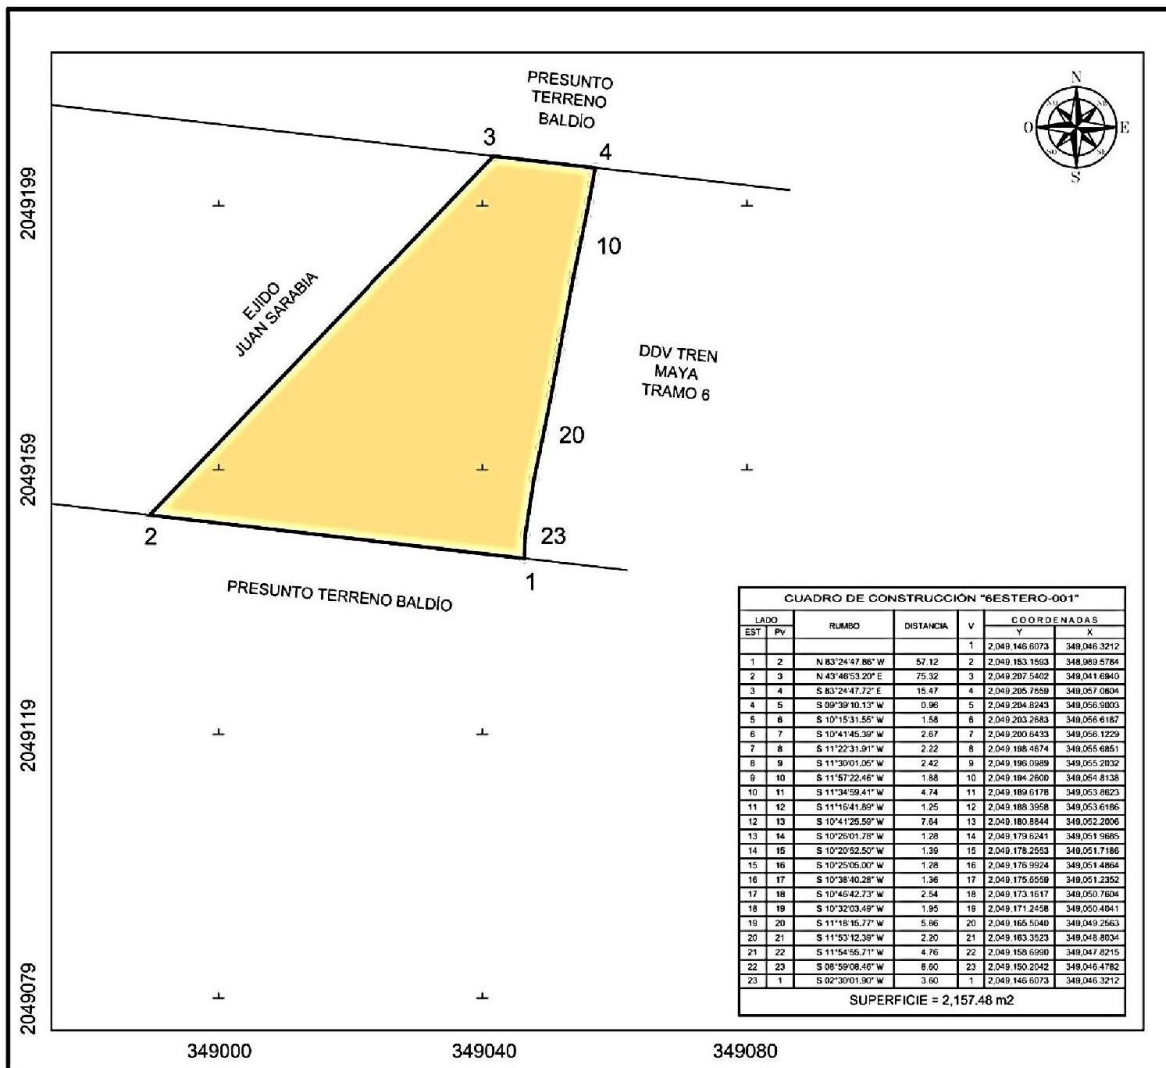 PRESUNTO
TERRENO
BALDÍO
N
NO NE
O E
SO SE
S
3
4
2049199
10
EJIDO
JUAN SARABIA
DDV TREN
MAYA
TRAMO 6
20
2049159
23
2
1
PRESUNTO TERRENO BALDÍO
2049119
2049079
349000 349040 349080
CUADRO DE CONSTRUCCIÓN "6ESTERO-001"
LADO RUMBO DISTANCIA V COORDENADAS
EST PV Y X
1 2,049,146.6073 349,046.3212
1 2 N 83°24'47.86" W 57.12 2 2,049,153.1593 348,989.5784
2 3 N 43°46'53.20" E 75.32 3 2,049,207.5402 349,041.6940
3 4 S 83°24'47.72" E 15.47 4 2,049,205.7659 349,057.0604
4 5 S 09°39'10.13" W 0.96 5 2,049,204.8243 349,056.9003
5 6 S 10°15'31.55" W 1.58 6 2,049,203.2683 349,056.6187
6 7 S 10°41'45.39" W 2.67 7 2,049,200.6433 349,056.1229
7 8 S 11°22'31.91" W 2.22 8 2,049,198.4674 349,055.6851
8 9 S 11°30'01.05" W 2.42 9 2,049,196.0989 349,055.2032
9 10 S 11°57'22.46" W 1.88 10 2,049,194.2600 349,054.8138
10 11 S 11°34'59.41" W 4.74 11 2,049,189.6178 349,053.8623
11 12 S 11°16'41.89" W 1.25 12 2,049,188.3958 349,053.6186
12 13 S 10°41'25.59" W 7.64 13 2,049,180.8844 349,052.2006
13 14 S 10°26'01.78" W 1.28 14 2,049,179.6241 349,051.9685
14 15 S 10°20'52.50" W 1.39 15 2,049,178.2553 349,051.7186
15 16 S 10°25'05.00" W 1.28 16 2,049,176.9924 349,051.4864
16 17 S 10°38'40.28" W 1.36 17 2,049,175.6559 349,051.2352
17 18 S 10°46'42.73" W 2.54 18 2,049,173.1617 349,050.7604
18 19 S 10°32'03.49" W 1.95 19 2,049,171.2458 349,050.4041
19 20 S 11°18'15.77" W 5.86 20 2,049,165.5040 349,049.2563
20 21 S 11°53'12.39" W 2.20 21 2,049,163.3523 349,048.8034
21 22 S 11°54'55.71" W 4.76 22 2,049,158.6990 349,047.8215
22 23 S 08°59'08.46" W 8.60 23 2,049,150.2042 349,046.4782
23 1 S 02°30'01.90" W 3.60 1 2,049,146.6073 349,046.3212
SUPERFICIE = 2,157.48 m2